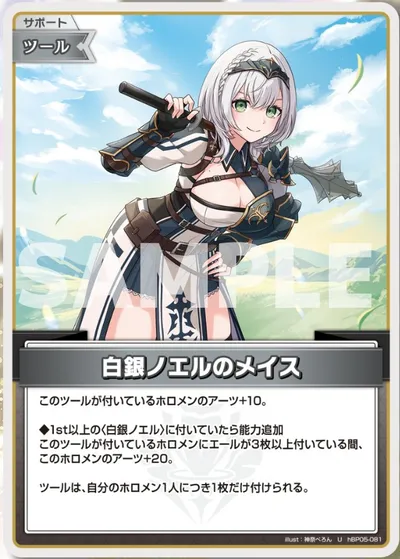 サポート
ツール
SAMPLE
白銀ノエルのメイス
このツールが付いているホロメンのアーツ+10。
◆1st以上の〈白銀ノエル〉に付いていたら能力追加
このツールが付いているホロメンにエールが3枚以上付いている間、
このホロメンのアーツ+20。
ツールは、自分のホロメン1人につき1枚だけ付けられる。
illust：神奈ぺろん U hBP05-081